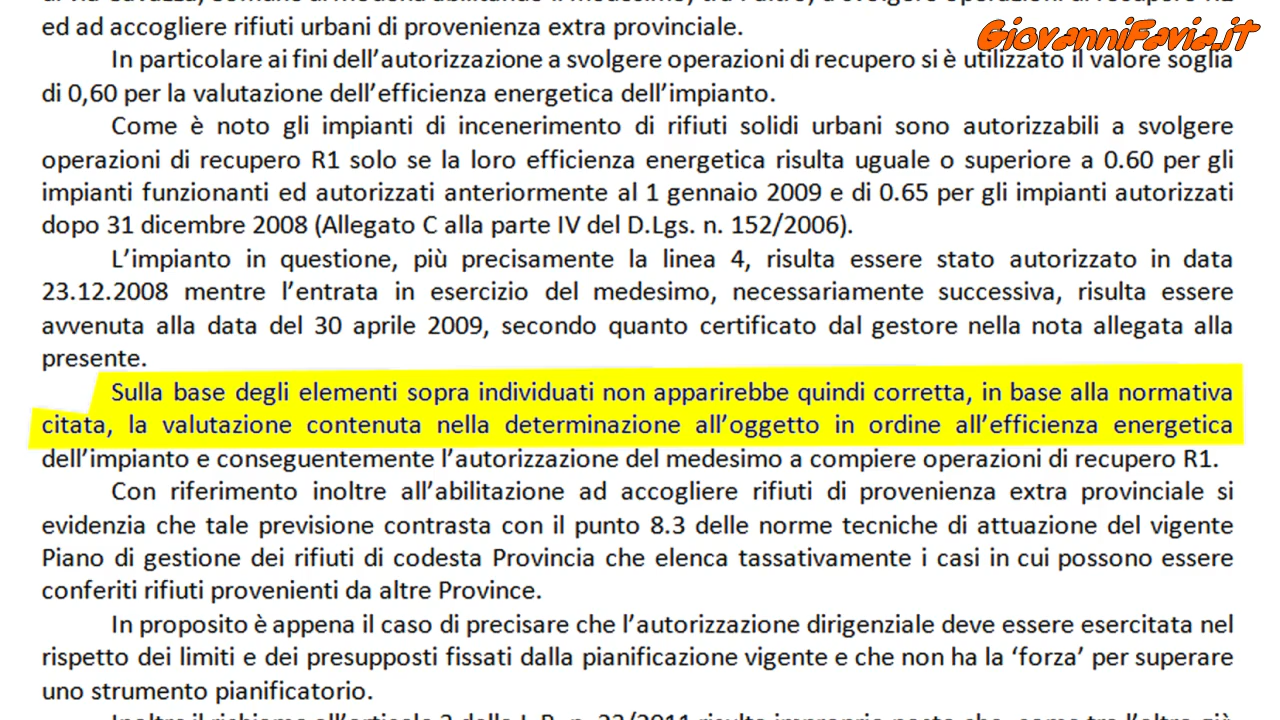 GiovanniFavia.it
ed ad accogliere rifiuti urbani di provenienza extra provinciale.
In particolare ai fini dell’autorizzazione a svolgere operazioni di recupero si è utilizzato il valore soglia
di 0,60 per la valutazione dell’efficienza energetica dell’impianto.
Come è noto gli impianti di incenerimento di rifiuti solidi urbani sono autorizzabili a svolgere
operazioni di recupero R1 solo se la loro efficienza energetica risulta uguale o superiore a 0.60 per gli
impianti funzionanti ed autorizzati anteriormente al 1 gennaio 2009 e di 0.65 per gli impianti autorizzati
dopo 31 dicembre 2008 (Allegato C alla parte IV del D.Lgs. n. 152/2006).
L’impianto in questione, più precisamente la linea 4, risulta essere stato autorizzato in data
23.12.2008 mentre l’entrata in esercizio del medesimo, necessariamente successiva, risulta essere
avvenuta alla data del 30 aprile 2009, secondo quanto certificato dal gestore nella nota allegata alla
presente.
Sulla base degli elementi sopra individuati non apparirebbe quindi corretta, in base alla normativa
citata, la valutazione contenuta nella determinazione all’oggetto in ordine all’efficienza energetica
dell’impianto e conseguentemente l’autorizzazione del medesimo a compiere operazioni di recupero R1.
Con riferimento inoltre all’abilitazione ad accogliere rifiuti di provenienza extra provinciale si
evidenzia che tale previsione contrasta con il punto 8.3 delle norme tecniche di attuazione del vigente
Piano di gestione dei rifiuti di codesta Provincia che elenca tassativamente i casi in cui possono essere
conferiti rifiuti provenienti da altre Province.
In proposito è appena il caso di precisare che l’autorizzazione dirigenziale deve essere esercitata nel
rispetto dei limiti e dei presupposti fissati dalla pianificazione vigente e che non ha la ‘forza’ per superare
uno strumento pianificatorio.